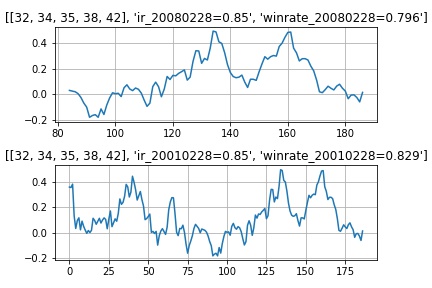 [[32, 34, 35, 38, 42], 'ir_20080228=0.85', 'winrate_20080228=0.796']
0.4
0.2
0.0
−0.2
80 100 120 140 160 180
[[32, 34, 35, 38, 42], 'ir_20010228=0.85', 'winrate_20010228=0.829']
0.4
0.2
0.0
−0.2
0 25 50 75 100 125 150 175